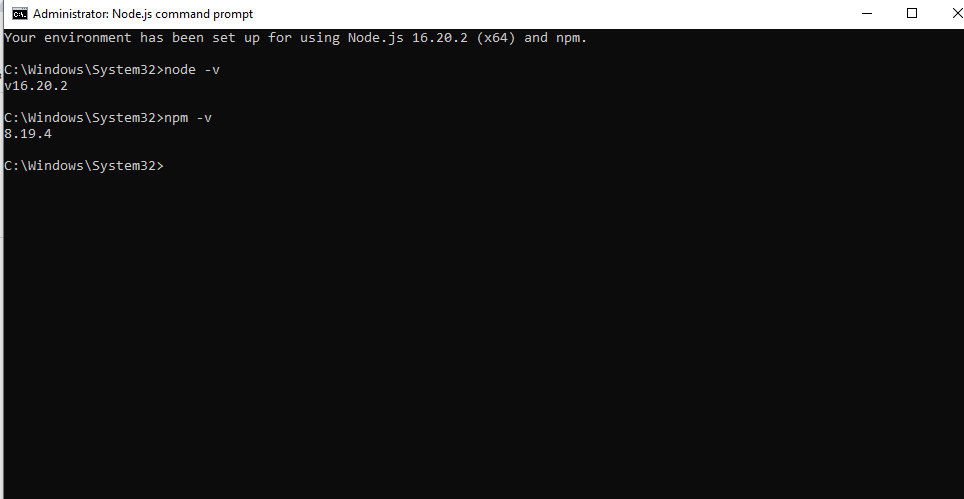 Administrator: Node.js command prompt
Your environment has been set up for using Node.js 16.20.2 (x64) and npm.
C:\Windows\System32>node -v
v16.20.2
C:\Windows\System32>npm -v
8.19.4
C:\Windows\System32>